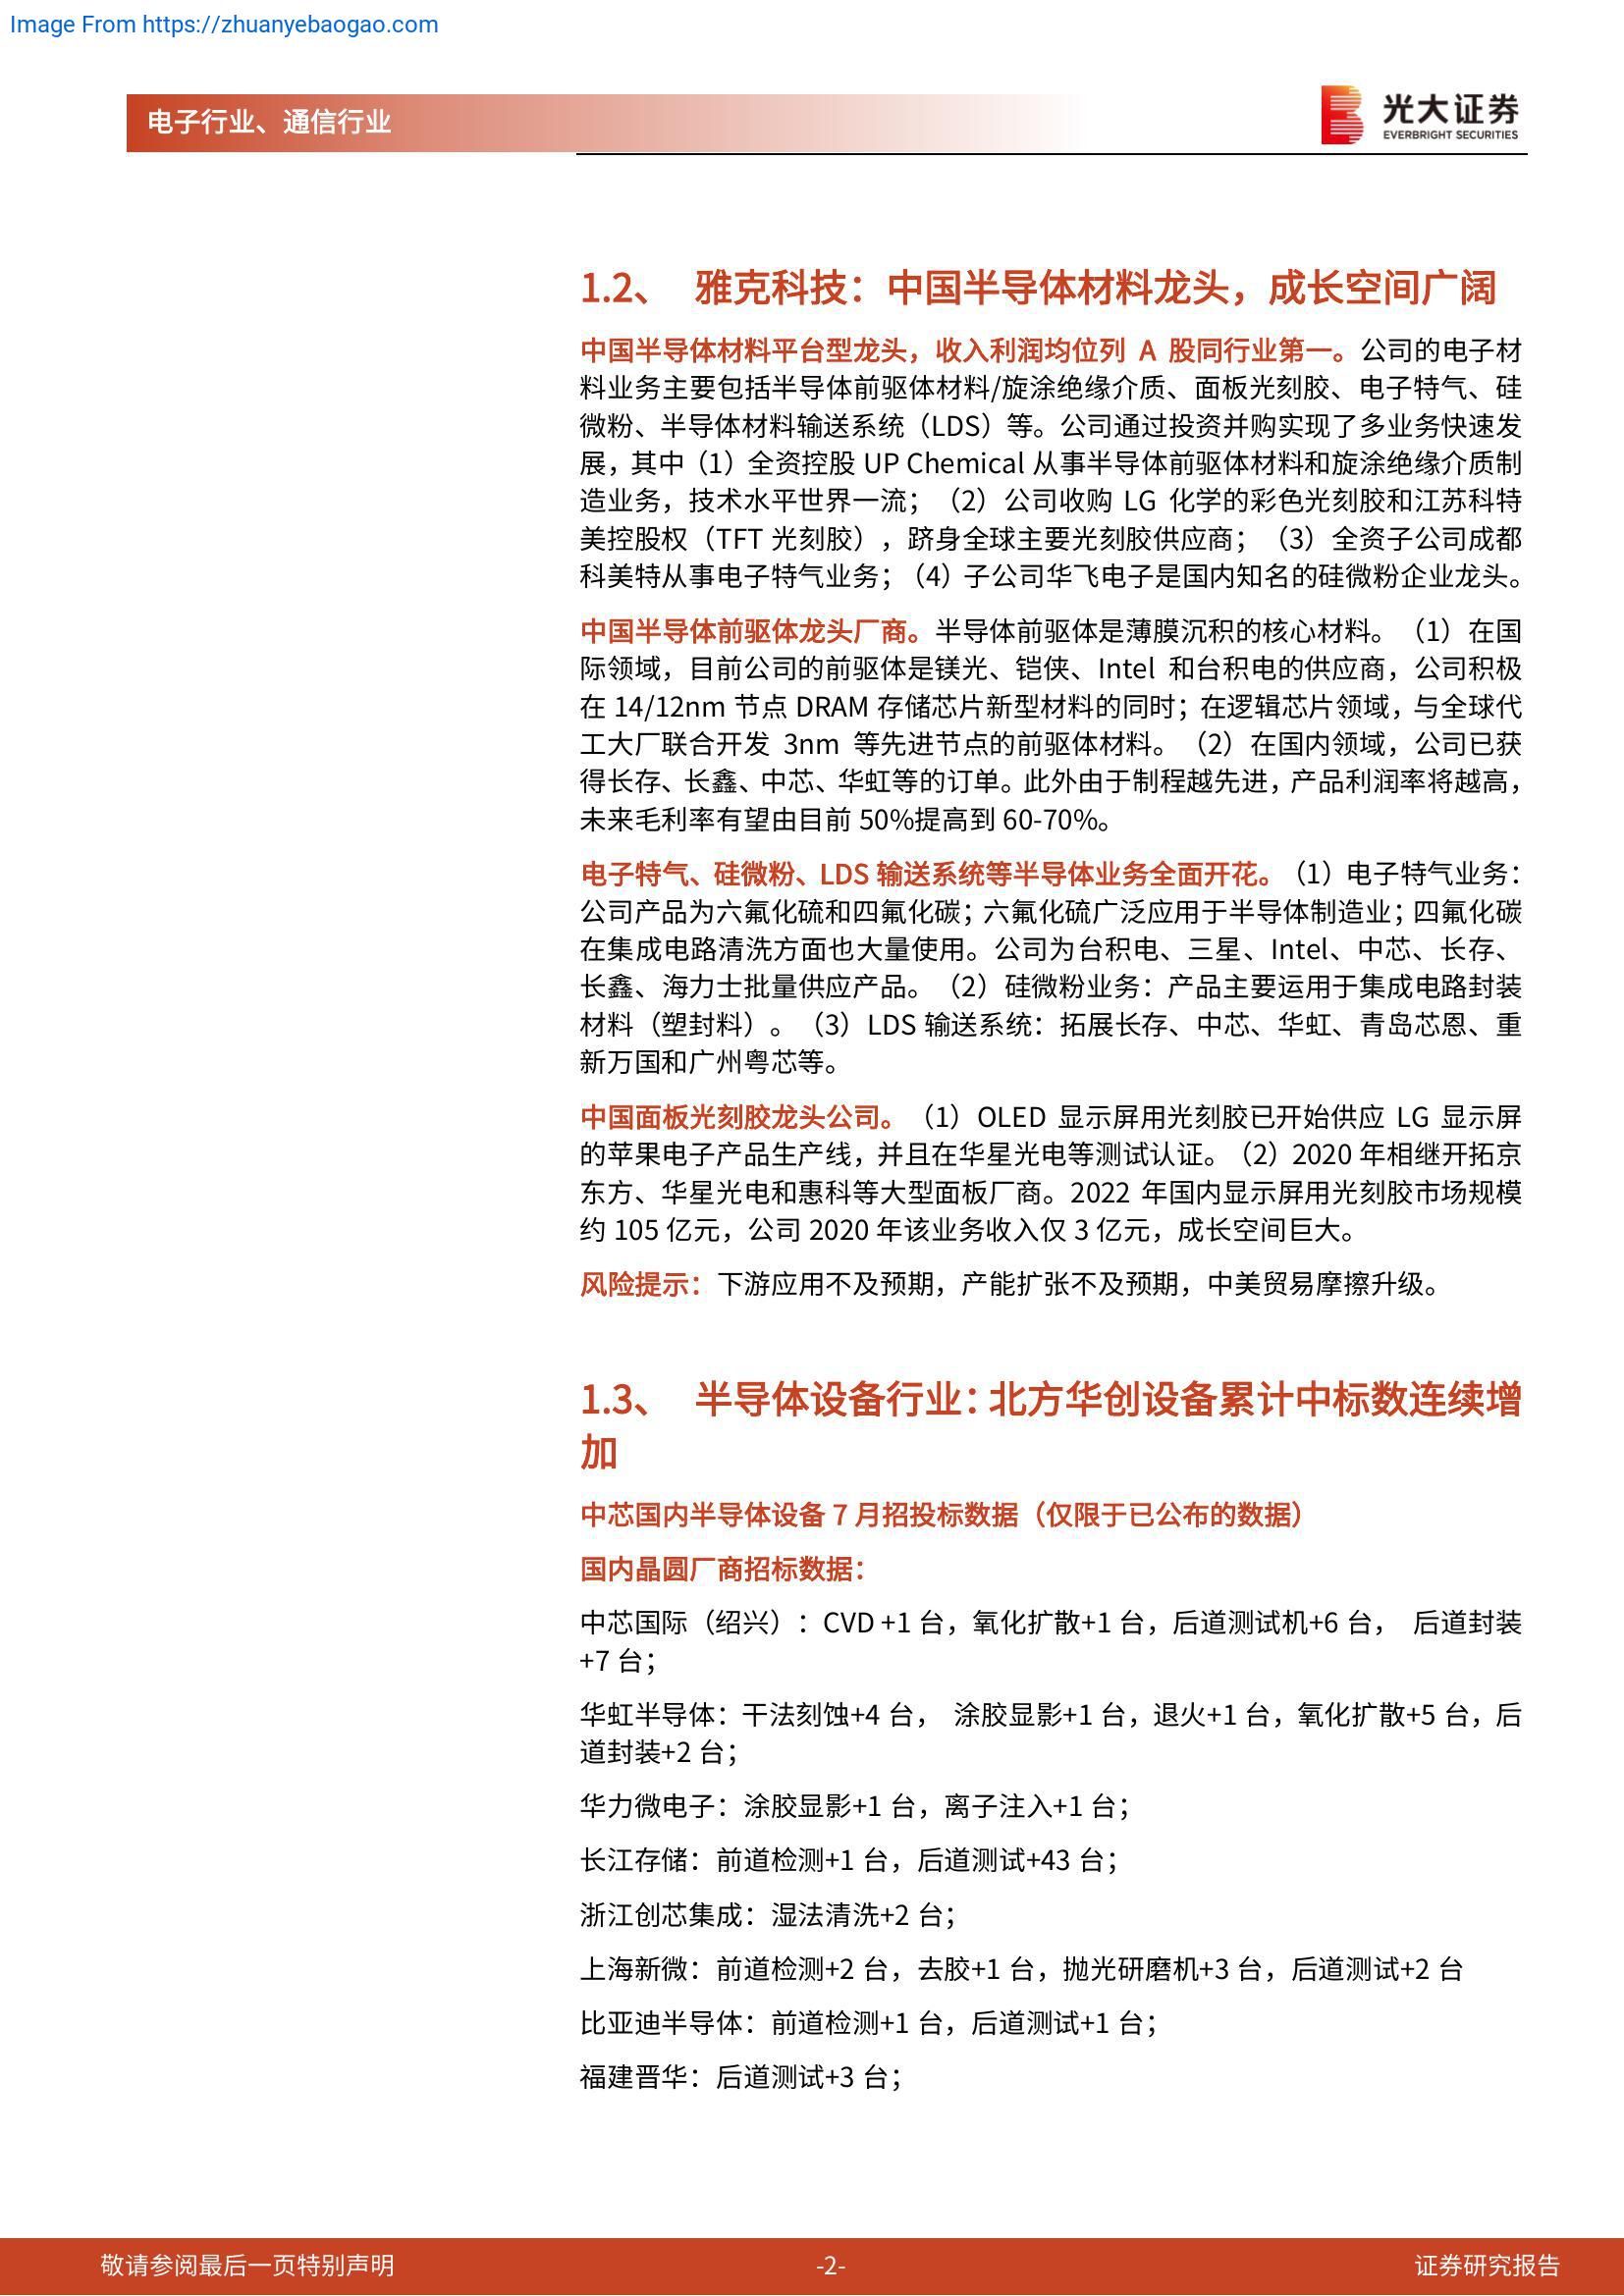 Image From https://zhuanyebaogao.com
电子行业、通信行业
光大证券
EVERBRIGHT SECURITIES
1.2、 雅克科技：中国半导体材料龙头，成长空间广阔
中国半导体材料平台型龙头，收入利润均位列 A 股同行业第一。公司的电子材
料业务主要包括半导体前驱体材料/旋涂绝缘介质、面板光刻胶、电子特气、硅
微粉、半导体材料输送系统（LDS）等。公司通过投资并购实现了多业务快速发
展，其中（1）全资控股 UP Chemical 从事半导体前驱体材料和旋涂绝缘介质制
造业务，技术水平世界一流；（2）公司收购 LG 化学的彩色光刻胶和江苏科特
美控股权（TFT 光刻胶），跻身全球主要光刻胶供应商；（3）全资子公司成都
科美特从事电子特气业务；（4）子公司华飞电子是国内知名的硅微粉企业龙头。
中国半导体前驱体龙头厂商。半导体前驱体是薄膜沉积的核心材料。（1）在国
际领域，目前公司的前驱体是镁光、铠侠、Intel 和台积电的供应商，公司积极
在 14/12nm 节点 DRAM 存储芯片新型材料的同时；在逻辑芯片领域，与全球代
工大厂联合开发 3nm 等先进节点的前驱体材料。（2）在国内领域，公司已获
得长存、长鑫、中芯、华虹等的订单。此外由于制程越先进，产品利润率将越高，
未来毛利率有望由目前 50%提高到 60-70%。
电子特气、硅微粉、LDS 输送系统等半导体业务全面开花。（1）电子特气业务：
公司产品为六氟化硫和四氟化碳；六氟化硫广泛应用于半导体制造业；四氟化碳
在集成电路清洗方面也大量使用。公司为台积电、三星、Intel、中芯、长存、
长鑫、海力士批量供应产品。（2）硅微粉业务：产品主要运用于集成电路封装
材料（塑封料）。（3）LDS 输送系统：拓展长存、中芯、华虹、青岛芯恩、重
新万国和广州粤芯等。
中国面板光刻胶龙头公司。（1）OLED 显示屏用光刻胶已开始供应 LG 显示屏
的苹果电子产品生产线，并且在华星光电等测试认证。（2）2020 年相继开拓京
东方、华星光电和惠科等大型面板厂商。2022 年国内显示屏用光刻胶市场规模
约 105 亿元，公司 2020 年该业务收入仅 3 亿元，成长空间巨大。
风险提示：下游应用不及预期，产能扩张不及预期，中美贸易摩擦升级。
1.3、 半导体设备行业：北方华创设备累计中标数连续增
加
中芯国内半导体设备 7 月招投标数据（仅限于已公布的数据）
国内晶圆厂商招标数据：
中芯国际（绍兴）：CVD +1 台，氧化扩散+1 台，后道测试机+6 台， 后道封装
+7 台；
华虹半导体：干法刻蚀+4 台， 涂胶显影+1 台，退火+1 台，氧化扩散+5 台，后
道封装+2 台；
华力微电子：涂胶显影+1 台，离子注入+1 台；
长江存储：前道检测+1 台，后道测试+43 台；
浙江创芯集成：湿法清洗+2 台；
上海新微：前道检测+2 台，去胶+1 台，抛光研磨机+3 台，后道测试+2 台
比亚迪半导体：前道检测+1 台，后道测试+1 台；
福建晋华：后道测试+3 台；
敬请参阅最后一页特别声明
-2-
证券研究报告